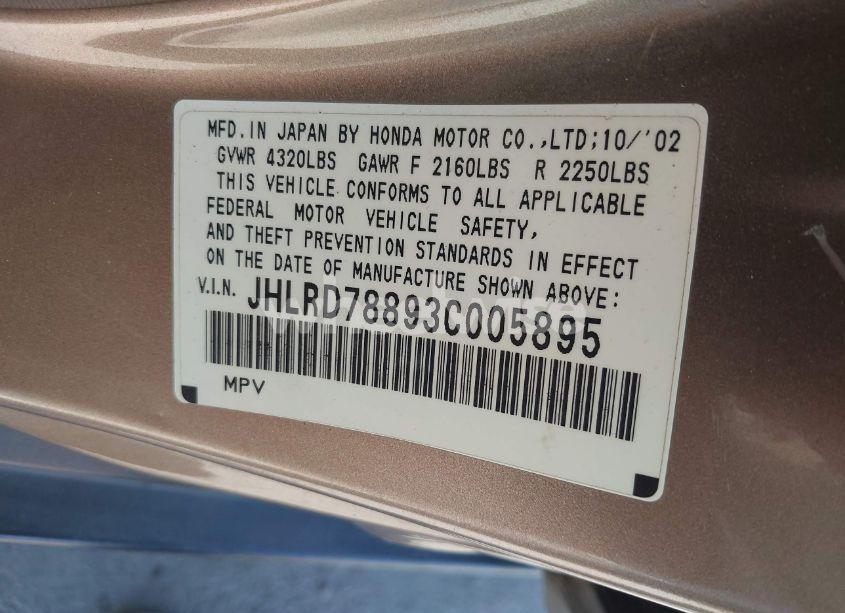 MFD.IN JAPAN BY HONDA MOTOR CO.,LTD;10/'02
GVWR 4320LBS GAWR F 2160LBS R 2250LBS
THIS VEHICLE CONFORMS TO ALL APPLICABLE
FEDERAL MOTOR VEHICLE SAFETY,
AND THEFT PREVENTION STANDARDS IN EFFECT
ON THE DATE OF MANUFACTURE SHOWN ABOVE:
V.I.N. JHLRD78893C005895
MPV